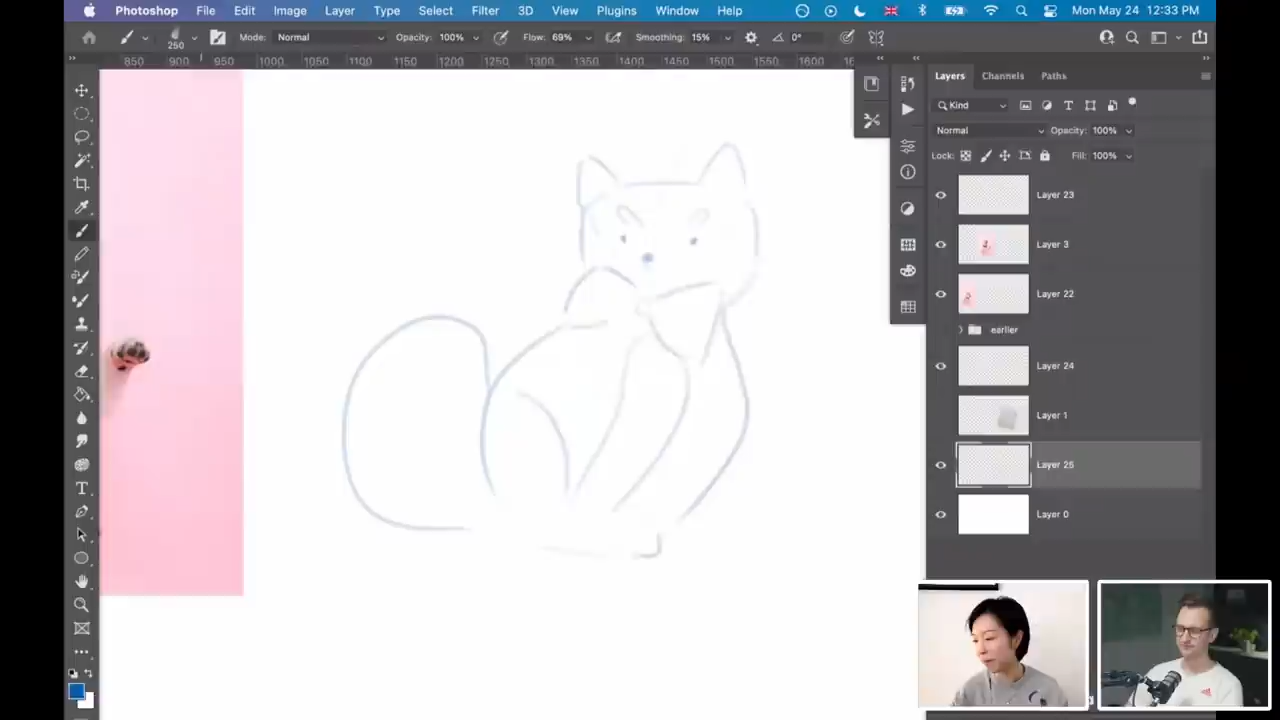 Photoshop File Edit Image Layer Type Select Filter 3D View Plugins Window Help Mon May 24 12:33 PM
250 Mode: Normal Opacity: 100% Flow: 69% Smoothing: 15% 0°
850 900 950 1000 1050 1100 1150 1200 1250 1300 1350 1400 1450 1500 1550 1600
Layers Channels Paths
Kind
Normal Opacity: 100%
Lock: Fill: 100%
Layer 23
Layer 3
Layer 22
earlier
Layer 24
Layer 1
Layer 25
Layer 0